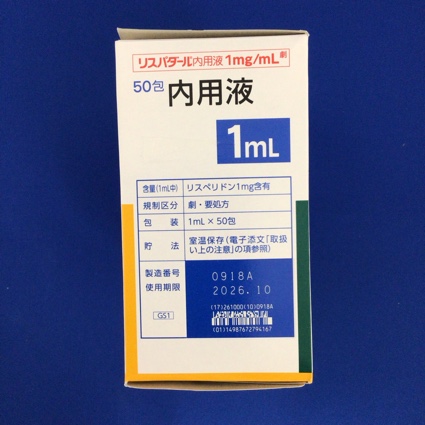 リスパダール内用液1mg/mL 劇
50包 内用液
1mL
含量(1mL中) リスペリドン1mg含有
規制区分 劇・要処方
包装 1mL×50包
貯法 室温保存(電子添文「取扱
い上の注意」の項参照)
製造番号 0918A
使用期限 2026.10
(17)261000(10)0918A
GS1
(01)14987672794167